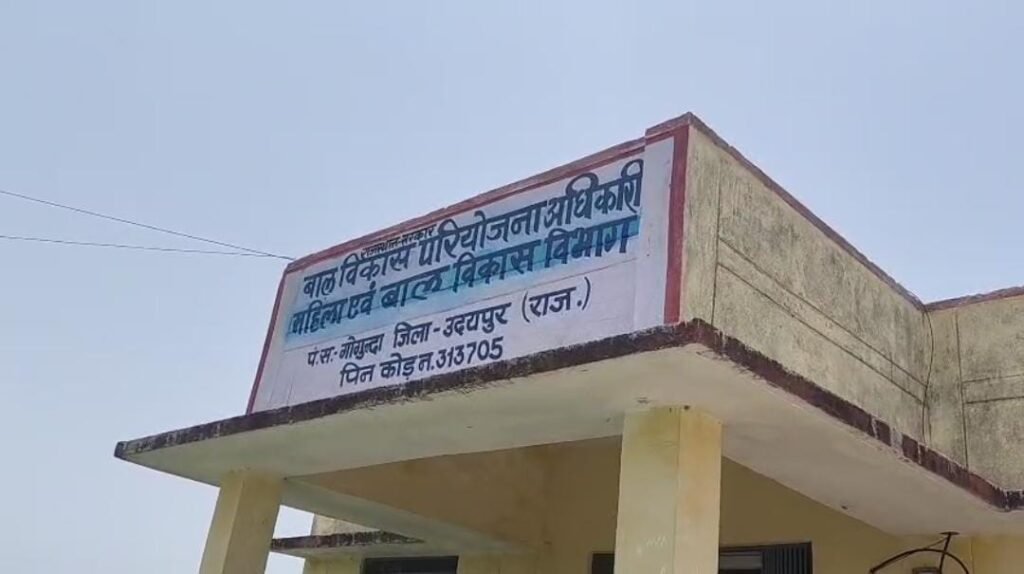 राजस्थान-सरकार
बाल विकास परियोजना अधिकारी
महिला एवं बाल विकास विभाग
पं.स:- गोगुन्दा जिला-उदयपुर (राज.)
पिन कोड़ न.313705